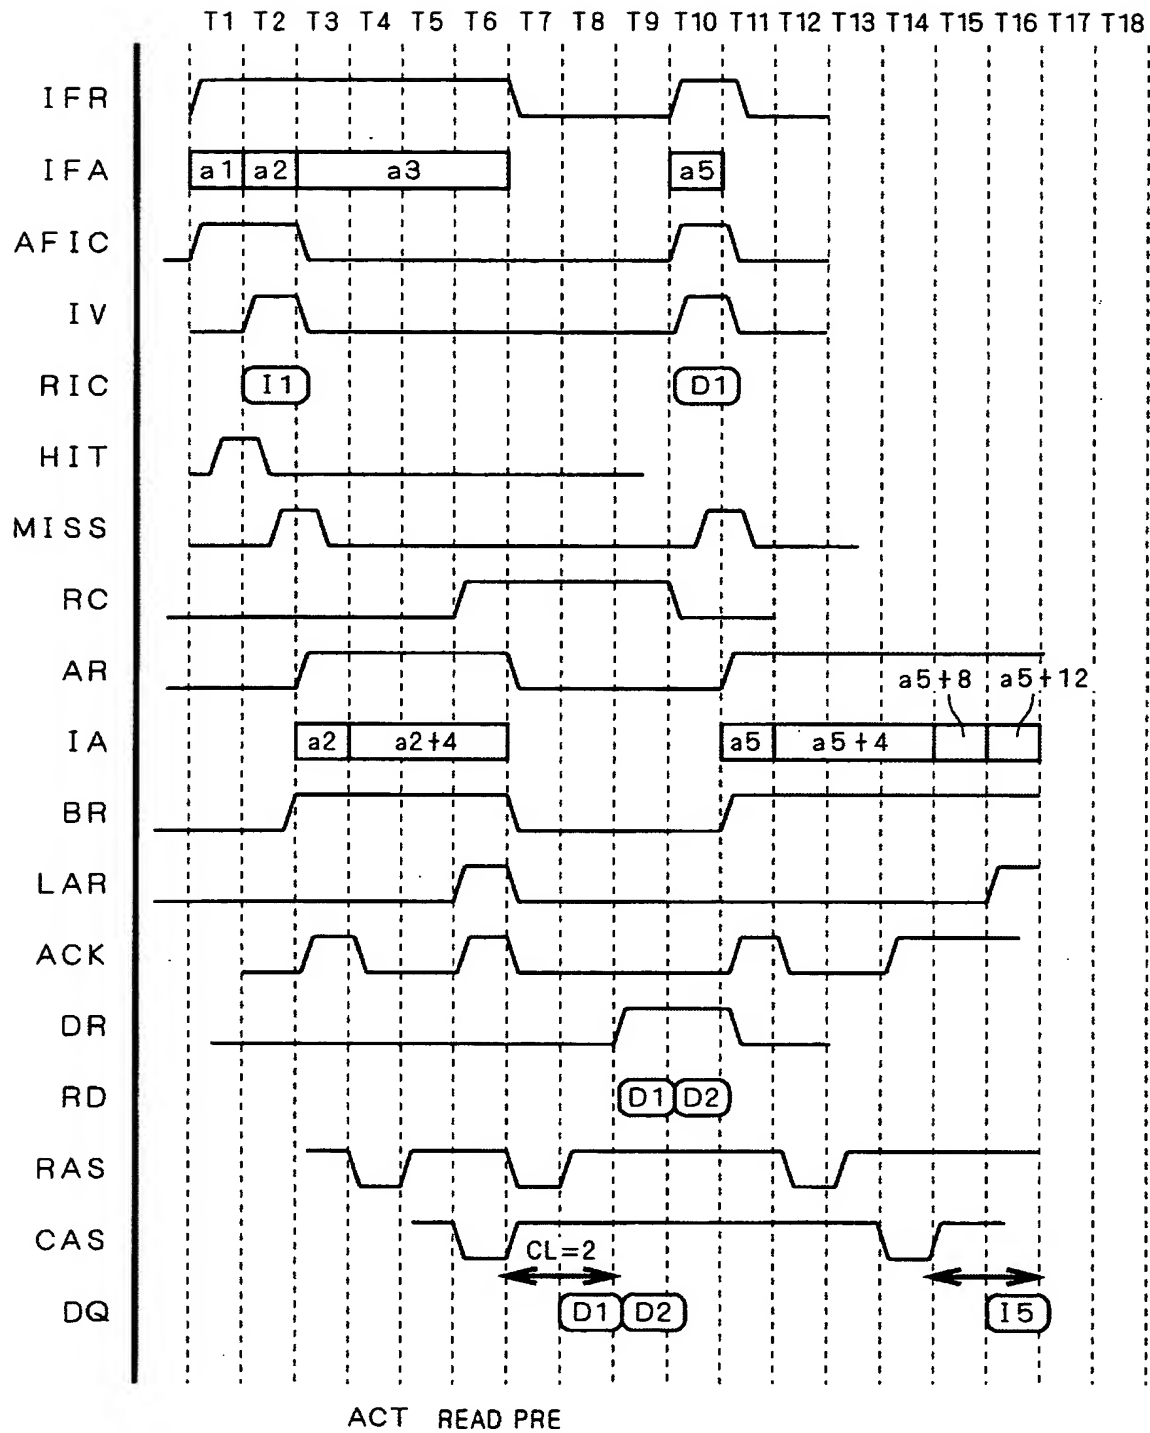 T1 T2 T3 T4 T5 T6 T7 T8 T9 T10 T11 T12 T13 T14 T15 T16 T17 T18
IFR
IFA a1 a2 a3 a5
AFIC
IV
RIC I1 D1
HIT
MISS
RC
AR
a5+8 a5+12
IA a2 a2+4 a5 a5+4
BR
LAR
ACK
DR
RD D1 D2
RAS
CAS
CL=2
DQ D1 D2 I5
ACT READ PRE